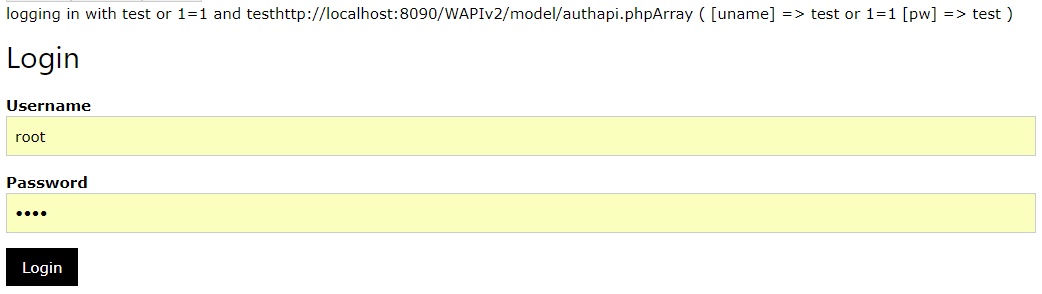 logging in with test or 1=1 and testhttp://localhost:8090/WAPIv2/model/authapi.phpArray ( [uname] => test or 1=1 [pw] => test )
Login
Username
root
Password
••••
Login